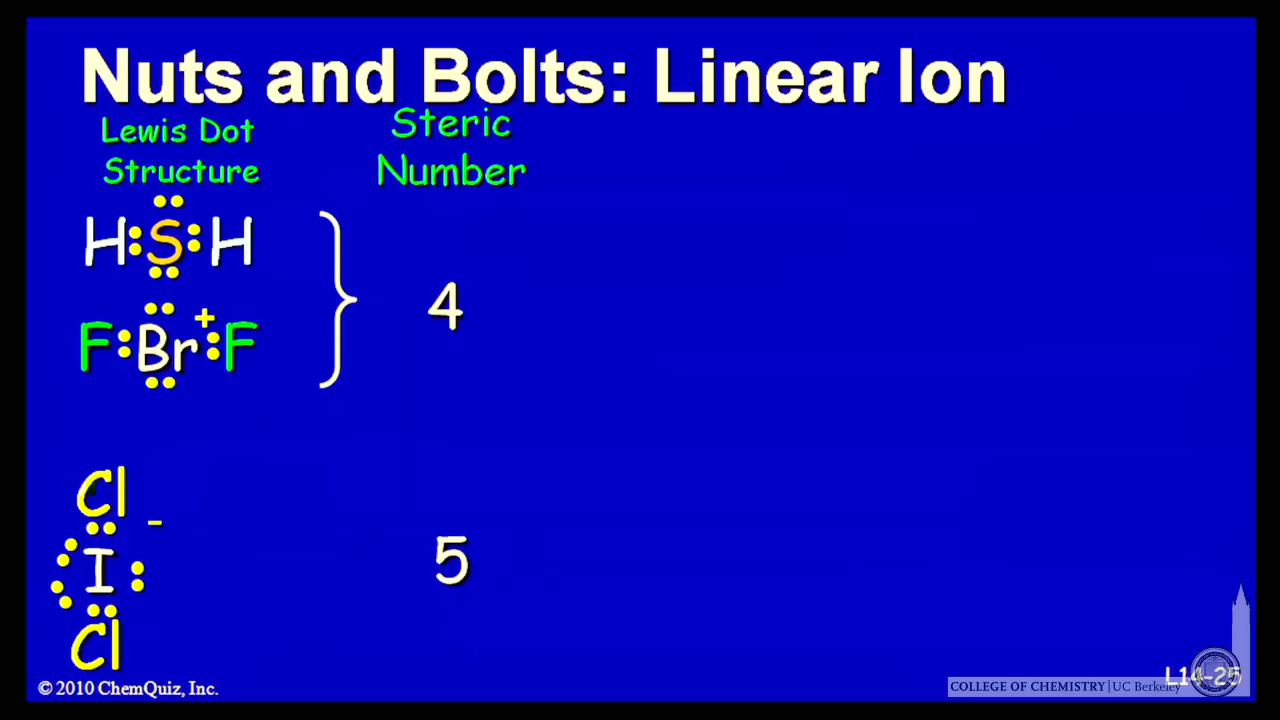 Nuts and Bolts: Linear Ion
Lewis Dot
Structure
Steric
Number
H:S:H
F:Br:F
+
4
Cl
-
I
Cl
5
© 2010 ChemQuiz, Inc.
L14-25
COLLEGE OF CHEMISTRY | UC Berkeley